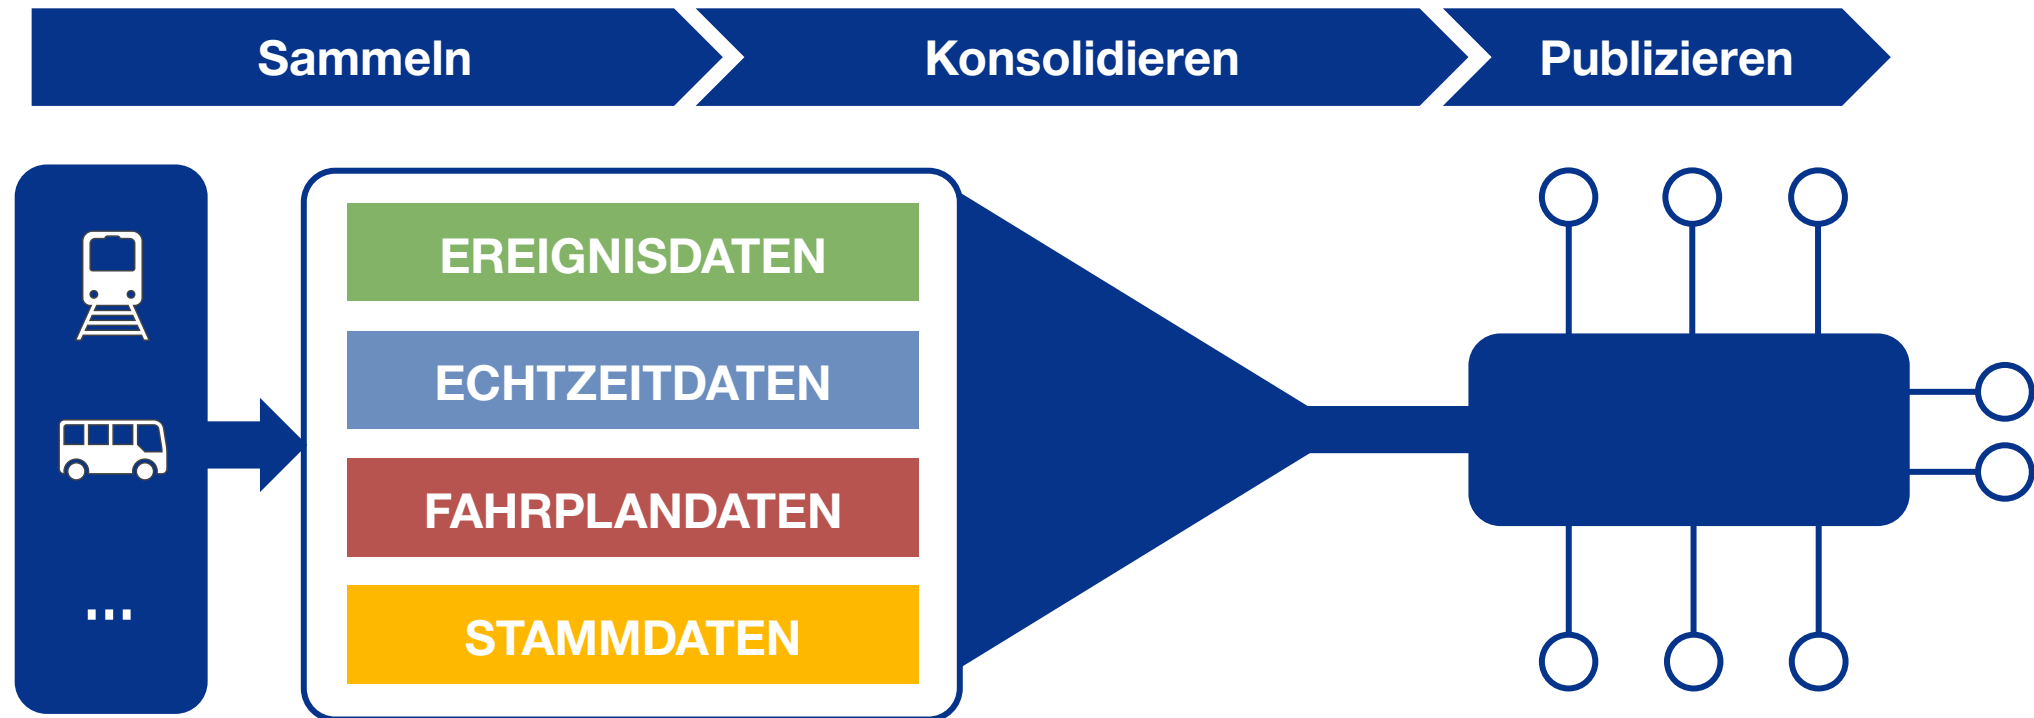 Sammeln
Konsolidieren
Publizieren
EREIGNISDATEN
ECHTZEITDATEN
FAHRPLANDATEN
STAMMDATEN
...